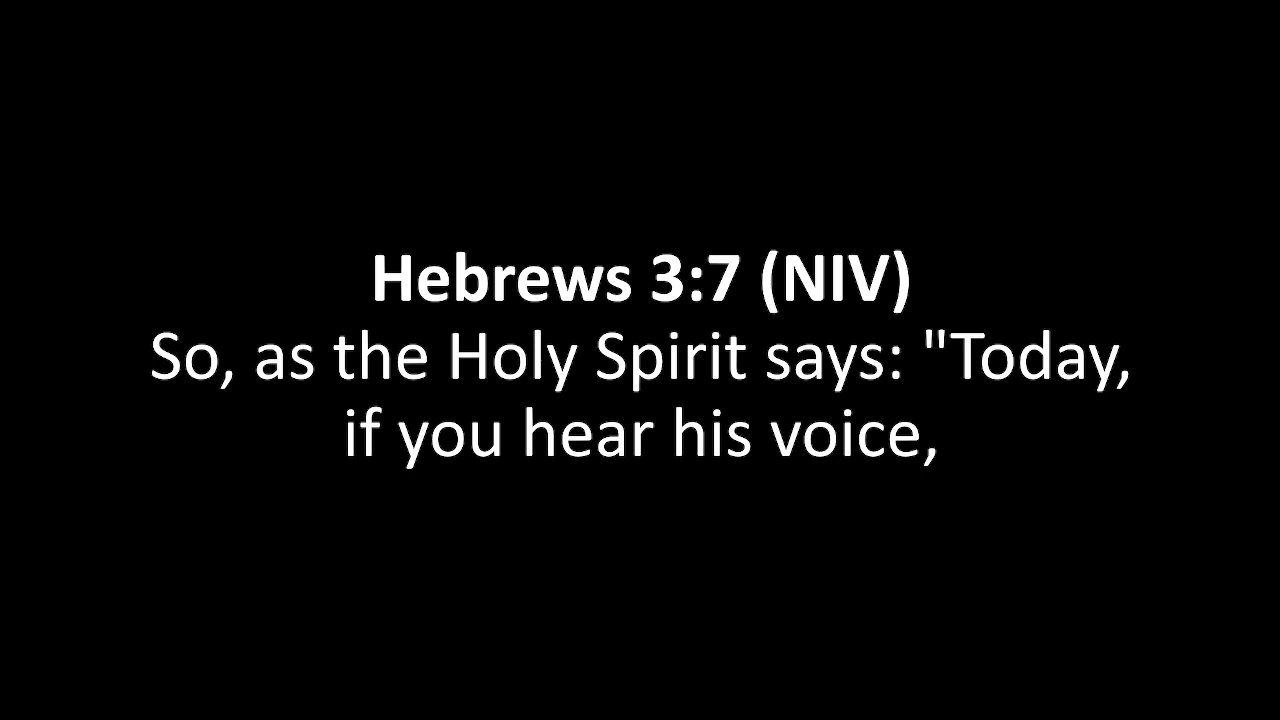 Hebrews 3:7 (NIV)
So, as the Holy Spirit says: "Today,
if you hear his voice,